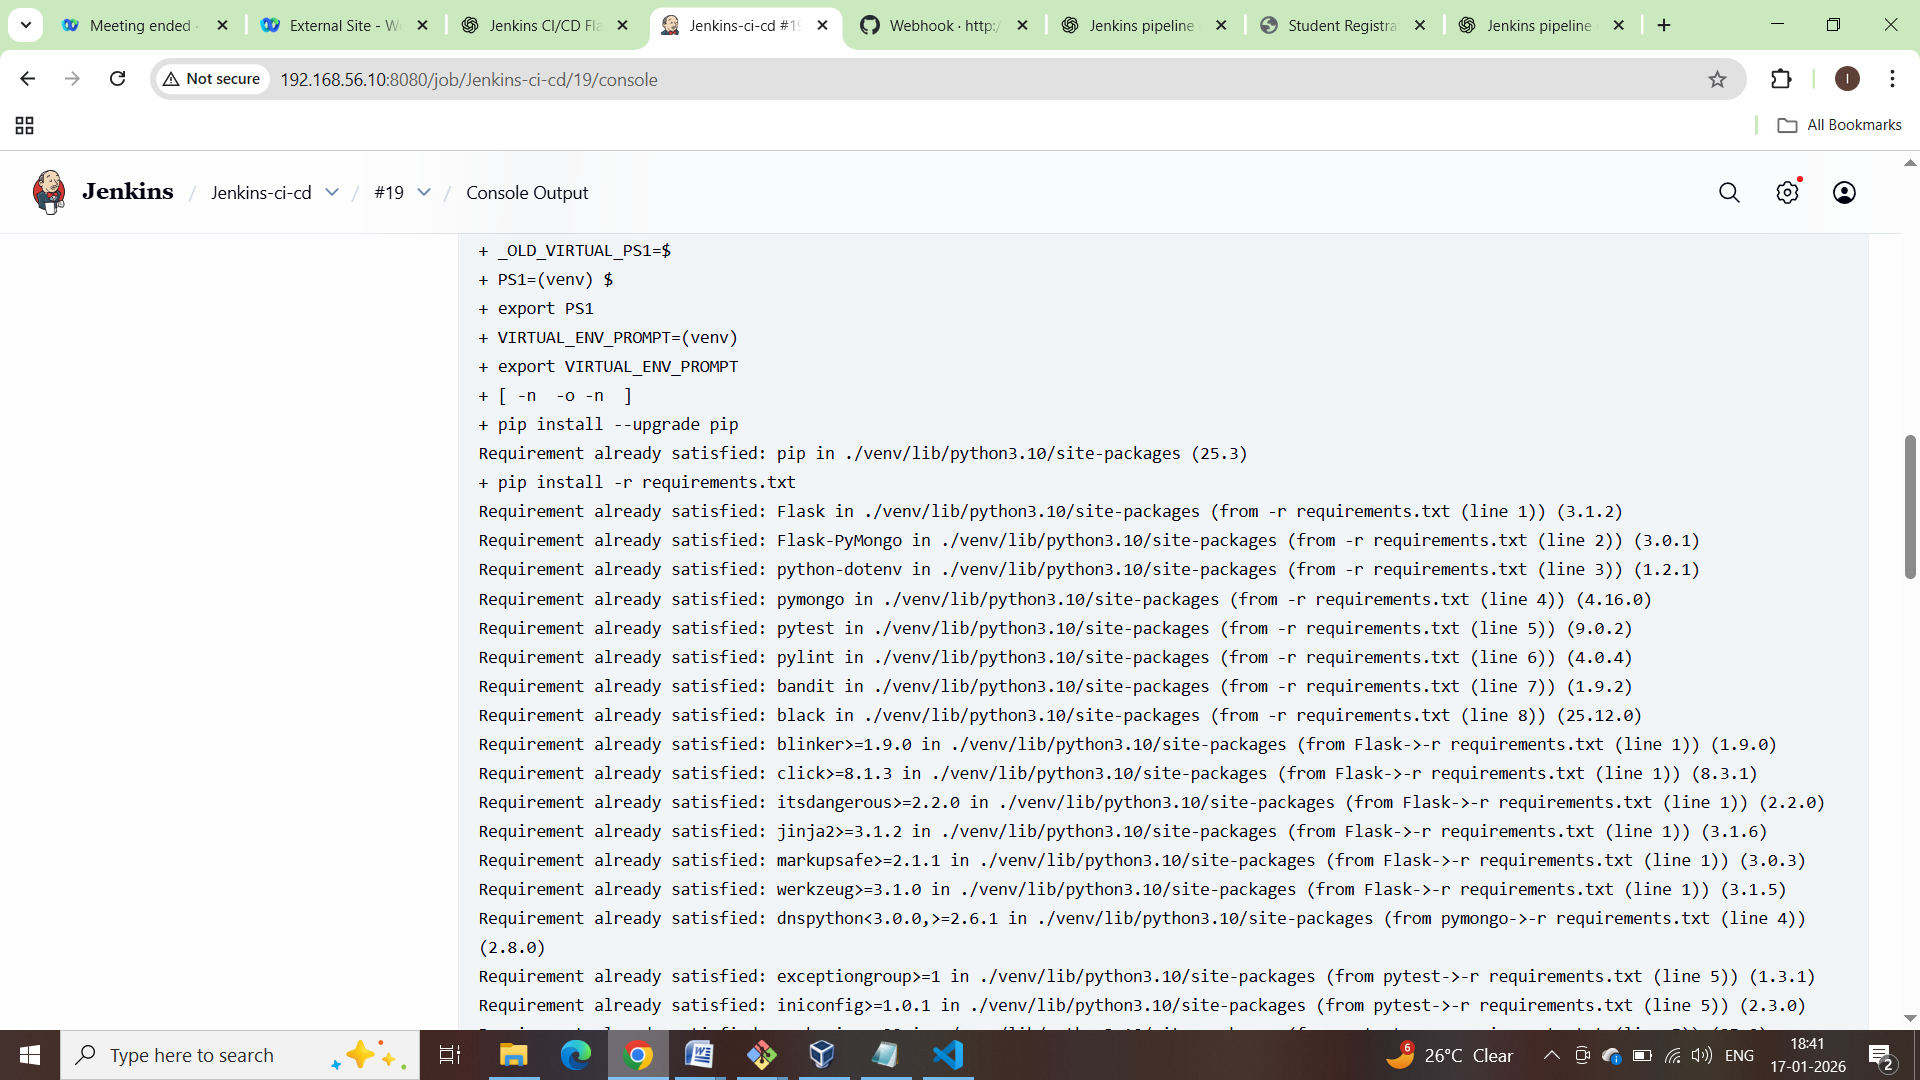 Meeting ended
External Site - W
Jenkins CI/CD Fla
Jenkins-ci-cd #19
Webhook · http:/
Jenkins pipeline
Student Registra
Jenkins pipeline
Not secure
192.168.56.10:8080/job/Jenkins-ci-cd/19/console
I
All Bookmarks
Jenkins / Jenkins-ci-cd / #19 / Console Output
+ _OLD_VIRTUAL_PS1=$
+ PS1=(venv) $
+ export PS1
+ VIRTUAL_ENV_PROMPT=(venv)
+ export VIRTUAL_ENV_PROMPT
+ [ -n  -o -n  ]
+ pip install --upgrade pip
Requirement already satisfied: pip in ./venv/lib/python3.10/site-packages (25.3)
+ pip install -r requirements.txt
Requirement already satisfied: Flask in ./venv/lib/python3.10/site-packages (from -r requirements.txt (line 1)) (3.1.2)
Requirement already satisfied: Flask-PyMongo in ./venv/lib/python3.10/site-packages (from -r requirements.txt (line 2)) (3.0.1)
Requirement already satisfied: python-dotenv in ./venv/lib/python3.10/site-packages (from -r requirements.txt (line 3)) (1.2.1)
Requirement already satisfied: pymongo in ./venv/lib/python3.10/site-packages (from -r requirements.txt (line 4)) (4.16.0)
Requirement already satisfied: pytest in ./venv/lib/python3.10/site-packages (from -r requirements.txt (line 5)) (9.0.2)
Requirement already satisfied: pylint in ./venv/lib/python3.10/site-packages (from -r requirements.txt (line 6)) (4.0.4)
Requirement already satisfied: bandit in ./venv/lib/python3.10/site-packages (from -r requirements.txt (line 7)) (1.9.2)
Requirement already satisfied: black in ./venv/lib/python3.10/site-packages (from -r requirements.txt (line 8)) (25.12.0)
Requirement already satisfied: blinker>=1.9.0 in ./venv/lib/python3.10/site-packages (from Flask->-r requirements.txt (line 1)) (1.9.0)
Requirement already satisfied: click>=8.1.3 in ./venv/lib/python3.10/site-packages (from Flask->-r requirements.txt (line 1)) (8.3.1)
Requirement already satisfied: itsdangerous>=2.2.0 in ./venv/lib/python3.10/site-packages (from Flask->-r requirements.txt (line 1)) (2.2.0)
Requirement already satisfied: jinja2>=3.1.2 in ./venv/lib/python3.10/site-packages (from Flask->-r requirements.txt (line 1)) (3.1.6)
Requirement already satisfied: markupsafe>=2.1.1 in ./venv/lib/python3.10/site-packages (from Flask->-r requirements.txt (line 1)) (3.0.3)
Requirement already satisfied: werkzeug>=3.1.0 in ./venv/lib/python3.10/site-packages (from Flask->-r requirements.txt (line 1)) (3.1.5)
Requirement already satisfied: dnspython<3.0.0,>=2.6.1 in ./venv/lib/python3.10/site-packages (from pymongo->-r requirements.txt (line 4))
(2.8.0)
Requirement already satisfied: exceptiongroup>=1 in ./venv/lib/python3.10/site-packages (from pytest->-r requirements.txt (line 5)) (1.3.1)
Requirement already satisfied: iniconfig>=1.0.1 in ./venv/lib/python3.10/site-packages (from pytest->-r requirements.txt (line 5)) (2.3.0)
Type here to search
6
26°C Clear
ENG
18:41
17-01-2026
2